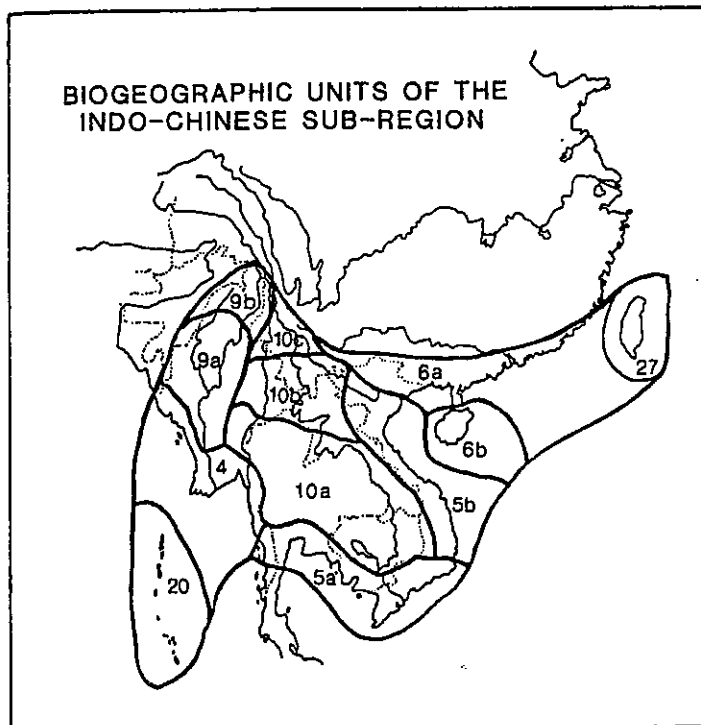 BIOGEOGRAPHIC UNITS OF THE
INDO-CHINESE SUB-REGION
9b
10c
9a
6a
27
10b
6b
4
10a
5b
5a
20